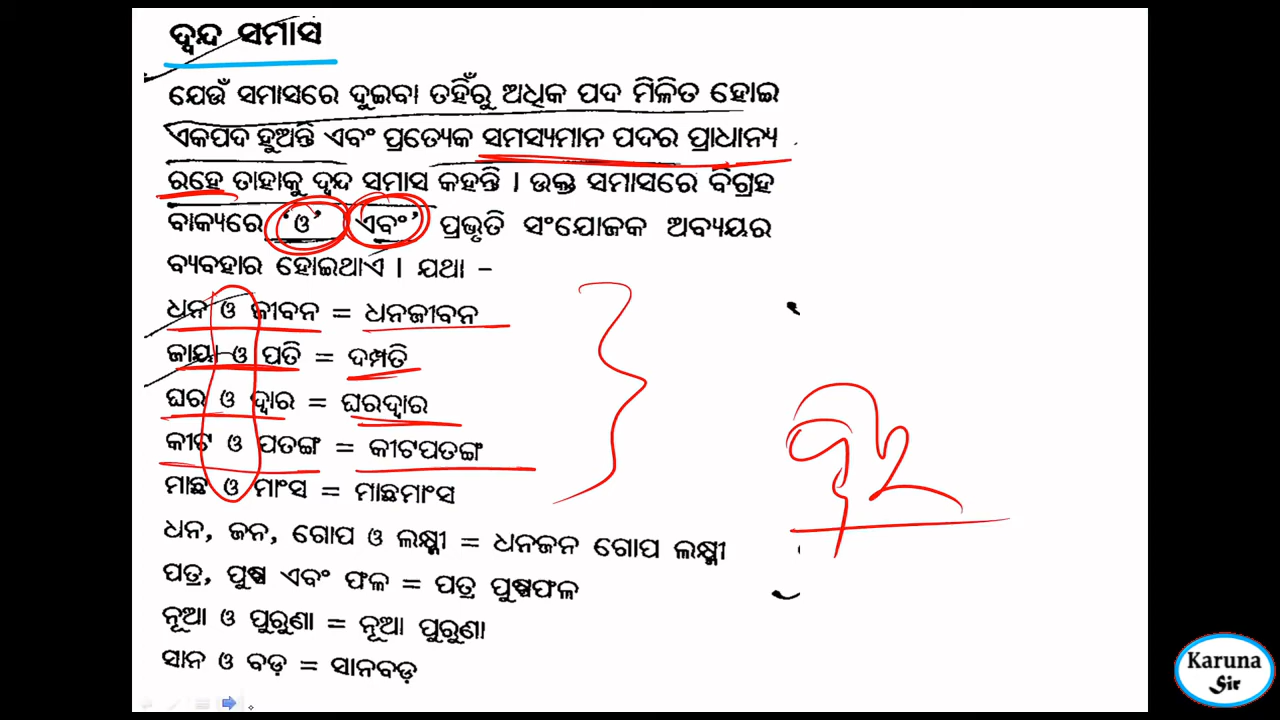 ଦ୍ୱନ୍ଦ ସମାସ
ଯେଉଁ ସମାସରେ ଦୁଇବା ତହିଁରୁ ଅଧିକ ପଦ ମିଳିତ ହୋଇ
ଏକପଦ ହୁଅନ୍ତି ଏବଂ ପ୍ରତ୍ୟେକ ସମସ୍ୟମାନ ପଦର ପ୍ରାଧାନ୍ୟ
ରହେ ତାହାକୁ ଦ୍ୱନ୍ଦ ସମାସ କହନ୍ତି । ଉକ୍ତ ସମାସରେ ବିଗ୍ରହ
ବାକ୍ୟରେ ‘ଓ’ ଏବଂ’ ପ୍ରଭୃତି ସଂଯୋଜକ ଅବ୍ୟୟର
ବ୍ୟବହାର ହୋଇଥାଏ । ଯଥା –
ଧନ ଓ ଜୀବନ = ଧନଜୀବନ
ଜାୟା ଓ ପତି = ଦମ୍ପତି
ଘର ଓ ଦ୍ୱାର = ଘରଦ୍ୱାର
କୀଟ ଓ ପତଙ୍ଗ = କୀଟପତଙ୍ଗ
ମାଛ ଓ ମାଂସ = ମାଛମାଂସ
ଧନ, ଜନ, ଗୋପ ଓ ଲକ୍ଷ୍ମୀ = ଧନଜନ ଗୋପ ଲକ୍ଷ୍ମୀ
ପତ୍ର, ପୁଷ୍ପ ଏବଂ ଫଳ = ପତ୍ର ପୁଷ୍ପଫଳ
ନୂଆ ଓ ପୁରୁଣା = ନୂଆ ପୁରୁଣା
ସାନ ଓ ବଡ଼ = ସାନବଡ଼
Karuna
Sir